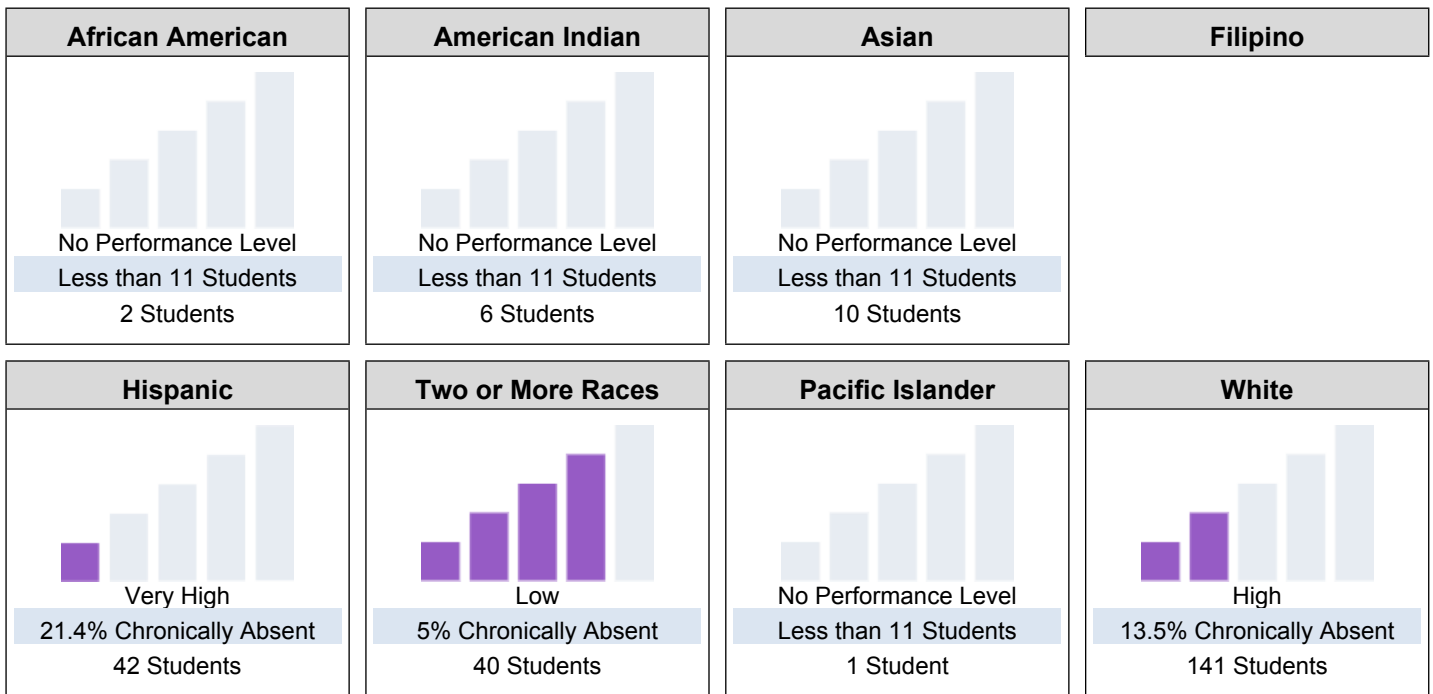 African American
No Performance Level
Less than 11 Students
2 Students
American Indian
No Performance Level
Less than 11 Students
6 Students
Asian
No Performance Level
Less than 11 Students
10 Students
Filipino
Hispanic
Very High
21.4% Chronically Absent
42 Students
Two or More Races
Low
5% Chronically Absent
40 Students
Pacific Islander
No Performance Level
Less than 11 Students
1 Student
White
High
13.5% Chronically Absent
141 Students